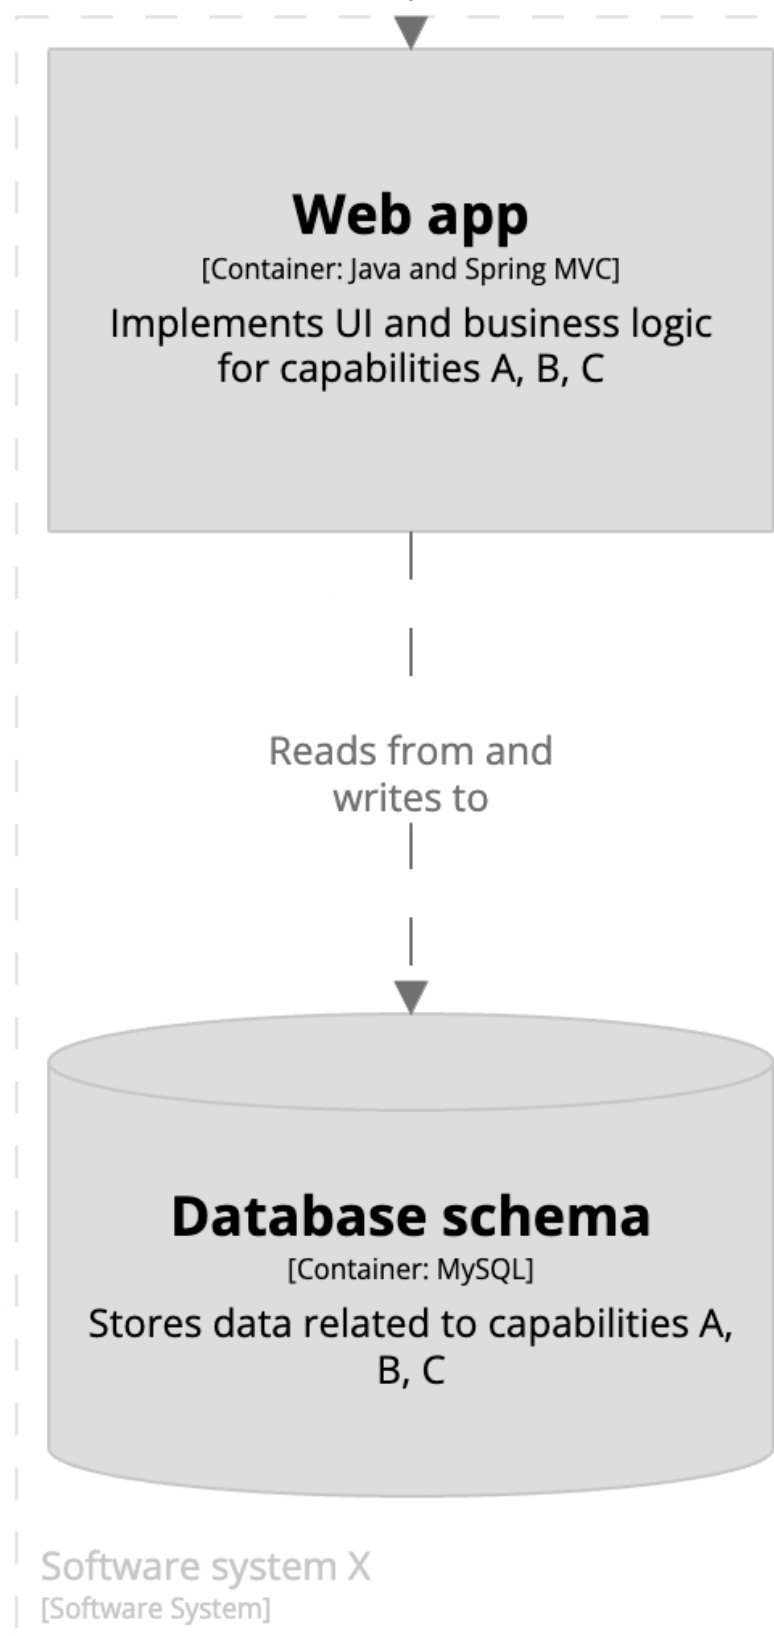 Web app
[Container: Java and Spring MVC]
Implements UI and business logic
for capabilities A, B, C
Reads from and
writes to
Database schema
[Container: MySQL]
Stores data related to capabilities A,
B, C
Software system X
[Software System]